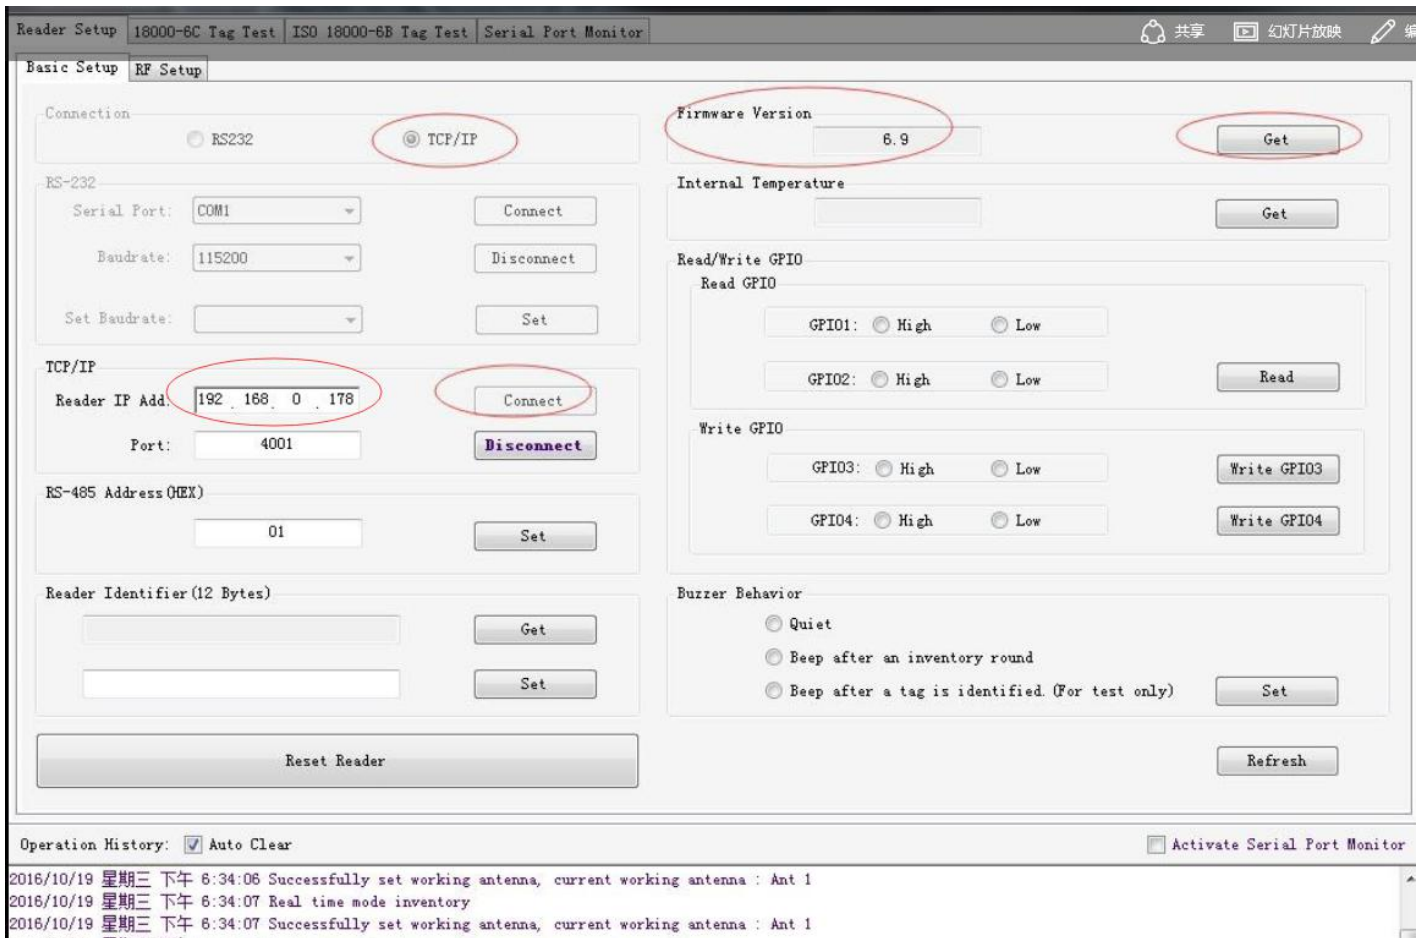 Reader Setup 18000-6C Tag Test ISO 18000-6B Tag Test Serial Port Monitor 共享 幻灯片放映
Basic Setup RF Setup
Connection
RS232 TCP/IP
RS-232
Serial Port: COM1 Connect
Baudrate: 115200 Disconnect
Set Baudrate: Set
TCP/IP
Reader IP Add: 192 . 168 . 0 . 178 Connect
Port: 4001 Disconnect
RS-485 Address(HEX)
01 Set
Reader Identifier(12 Bytes)
Get
Set
Reset Reader
Firmware Version
6.9 Get
Internal Temperature
Get
Read/Write GPIO
Read GPIO
GPIO1: High Low
GPIO2: High Low Read
Write GPIO
GPIO3: High Low Write GPIO3
GPIO4: High Low Write GPIO4
Buzzer Behavior
Quiet
Beep after an inventory round
Beep after a tag is identified.(For test only) Set
Refresh
Operation History: Auto Clear Activate Serial Port Monitor
2016/10/19 星期三 下午 6:34:06 Successfully set working antenna, current working antenna : Ant 1
2016/10/19 星期三 下午 6:34:07 Real time mode inventory
2016/10/19 星期三 下午 6:34:07 Successfully set working antenna, current working antenna : Ant 1